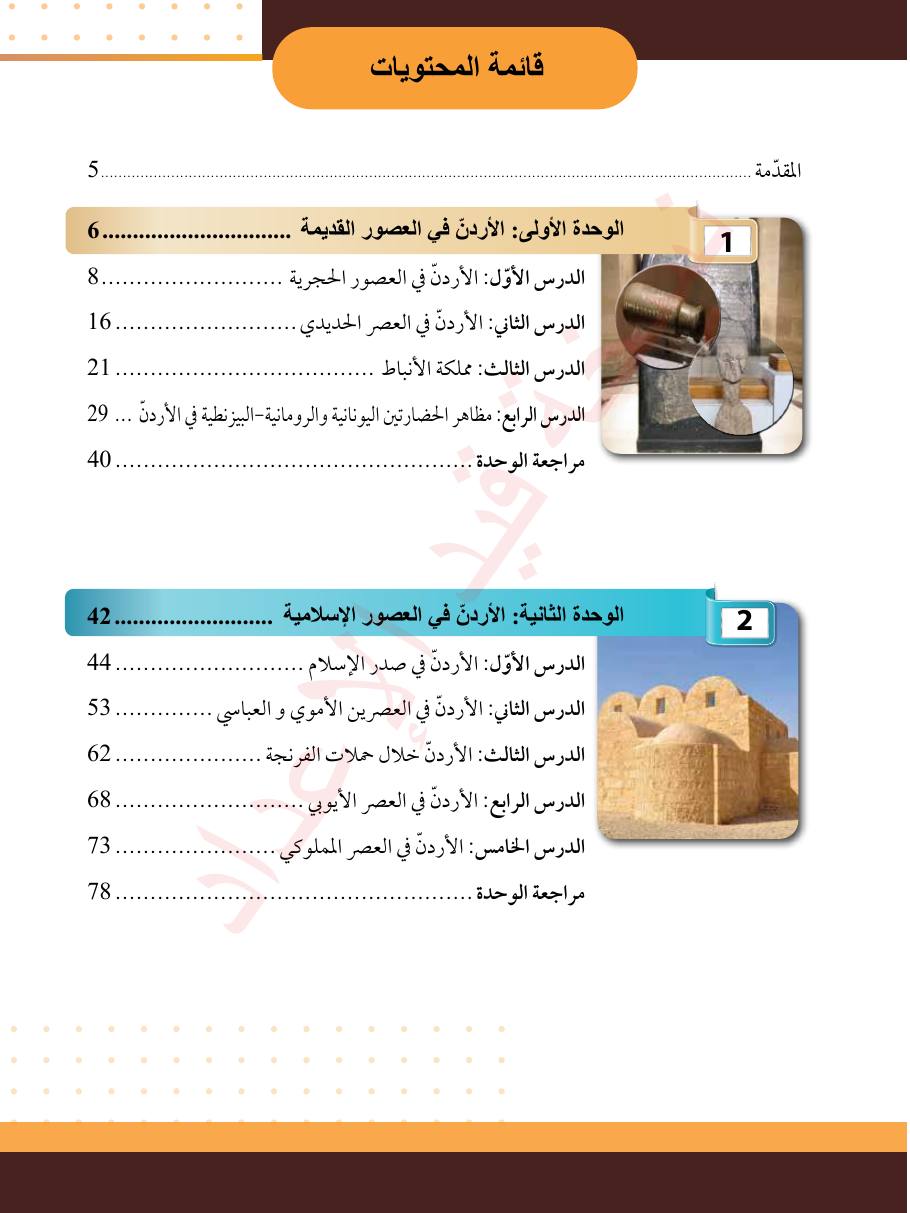 قائمة المحتويات
المقدّمة ........................................................ 5
1
الوحدة الأولى: الأردنّ في العصور القديمة ............................... 6
الدرس الأوّل: الأردنّ في العصور الحجرية .......................... 8
الدرس الثاني: الأردنّ في العصر الحديدي .......................... 16
الدرس الثالث: مملكة الأنباط ..................................... 21
الدرس الرابع: مظاهر الحضارتين اليونانية والرومانية-البيزنطية في الأردنّ ... 29
مراجعة الوحدة ................................................... 40
2
الوحدة الثانية: الأردنّ في العصور الإسلامية .......................... 42
الدرس الأوّل: الأردنّ في صدر الإسلام ........................... 44
الدرس الثاني: الأردنّ في العصرين الأموي و العباسي .............. 53
الدرس الثالث: الأردنّ خلال حملات الفرنجة ..................... 62
الدرس الرابع: الأردنّ في العصر الأيوبي ........................... 68
الدرس الخامس: الأردنّ في العصر المملوكي ....................... 73
مراجعة الوحدة ................................................... 78
قيد الإعداد